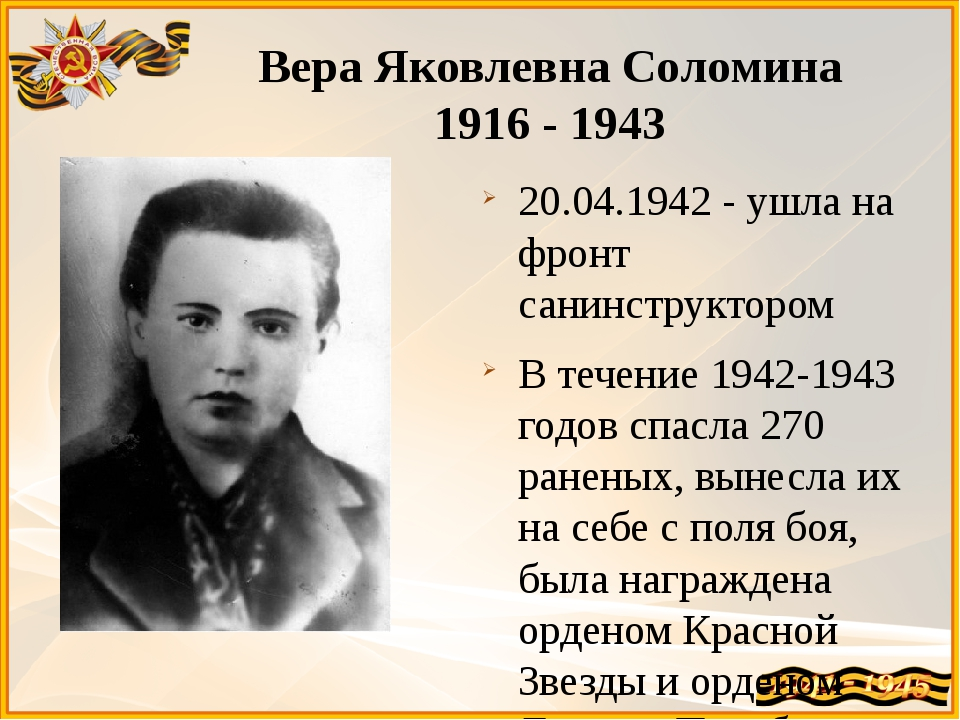 Вера Яковлевна Соломина
1916 - 1943
20.04.1942 - ушла на
фронт
санинструктором
В течение 1942-1943
годов спасла 270
раненых, вынесла их
на себе с поля боя,
была награждена
орденом Красной
Звезды и орденом
1945